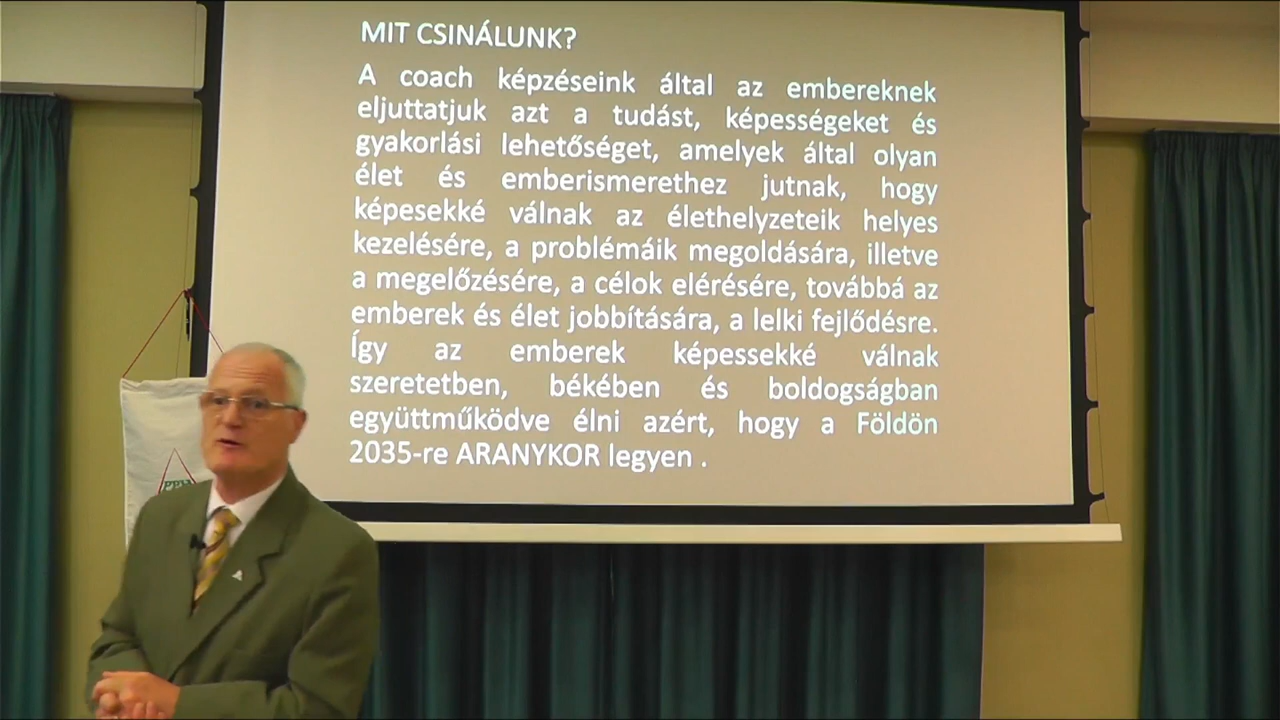 MIT CSINÁLUNK?
A coach képzéseink által az embereknek
eljuttatjuk azt a tudást, képességeket és
gyakorlási lehetőséget, amelyek által olyan
élet és emberismerethez jutnak, hogy
képesekké válnak az élethelyzeteik helyes
kezelésére, a problémáik megoldására, illetve
a megelőzésére, a célok elérésére, továbbá az
emberek és élet jobbítására, a lelki fejlődésre.
Így az emberek képessekké válnak
szeretetben, békében és boldogságban
együttműködve élni azért, hogy a Földön
2035-re ARANYKOR legyen .